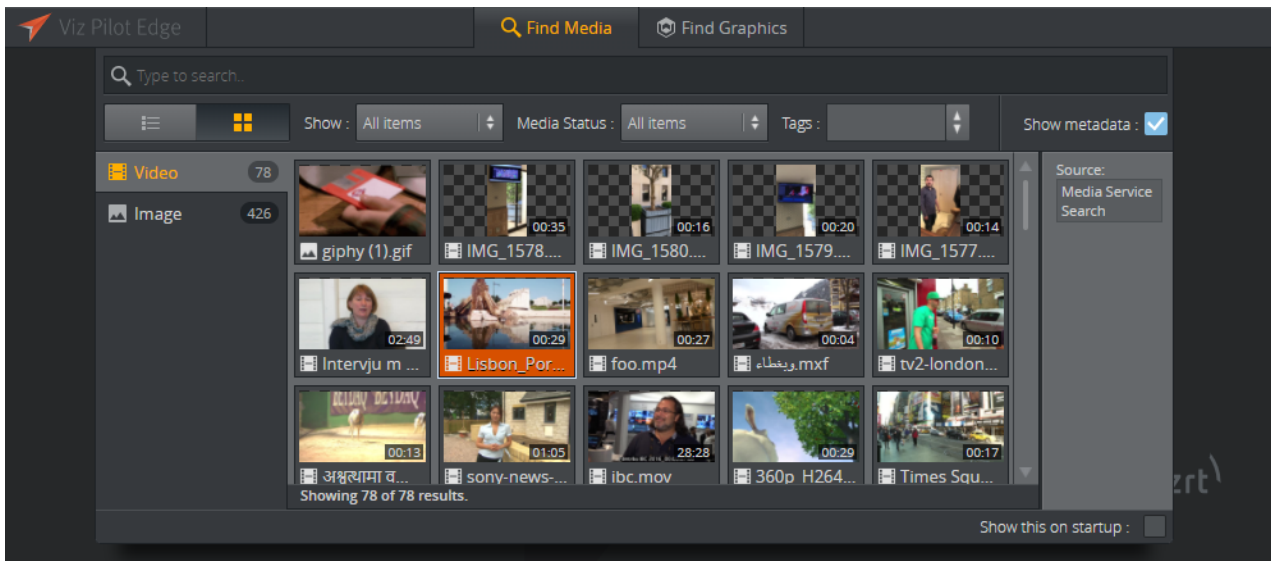 Viz Pilot Edge
Find Media
Find Graphics
Type to search..
Show : All items
Media Status : All items
Tags :
Show metadata :
Video 78
Image 426
00:35
00:16
00:20
00:14
giphy (1).gif
IMG_1578....
IMG_1580....
IMG_1579....
IMG_1577....
02:49
00:29
00:27
00:04
00:10
Intervju m ...
Lisbon_Por...
foo.mp4
وبغطاء.mxf
tv2-london...
BEYDAQ BEYDAQ
00:13
01:05
28:28
00:29
00:17
अश्वत्थामा व...
sony-news-...
ibc.mov
360p_H264...
Times Squ...
Source:
Media Service
Search
Showing 78 of 78 results.
zrt
Show this on startup :